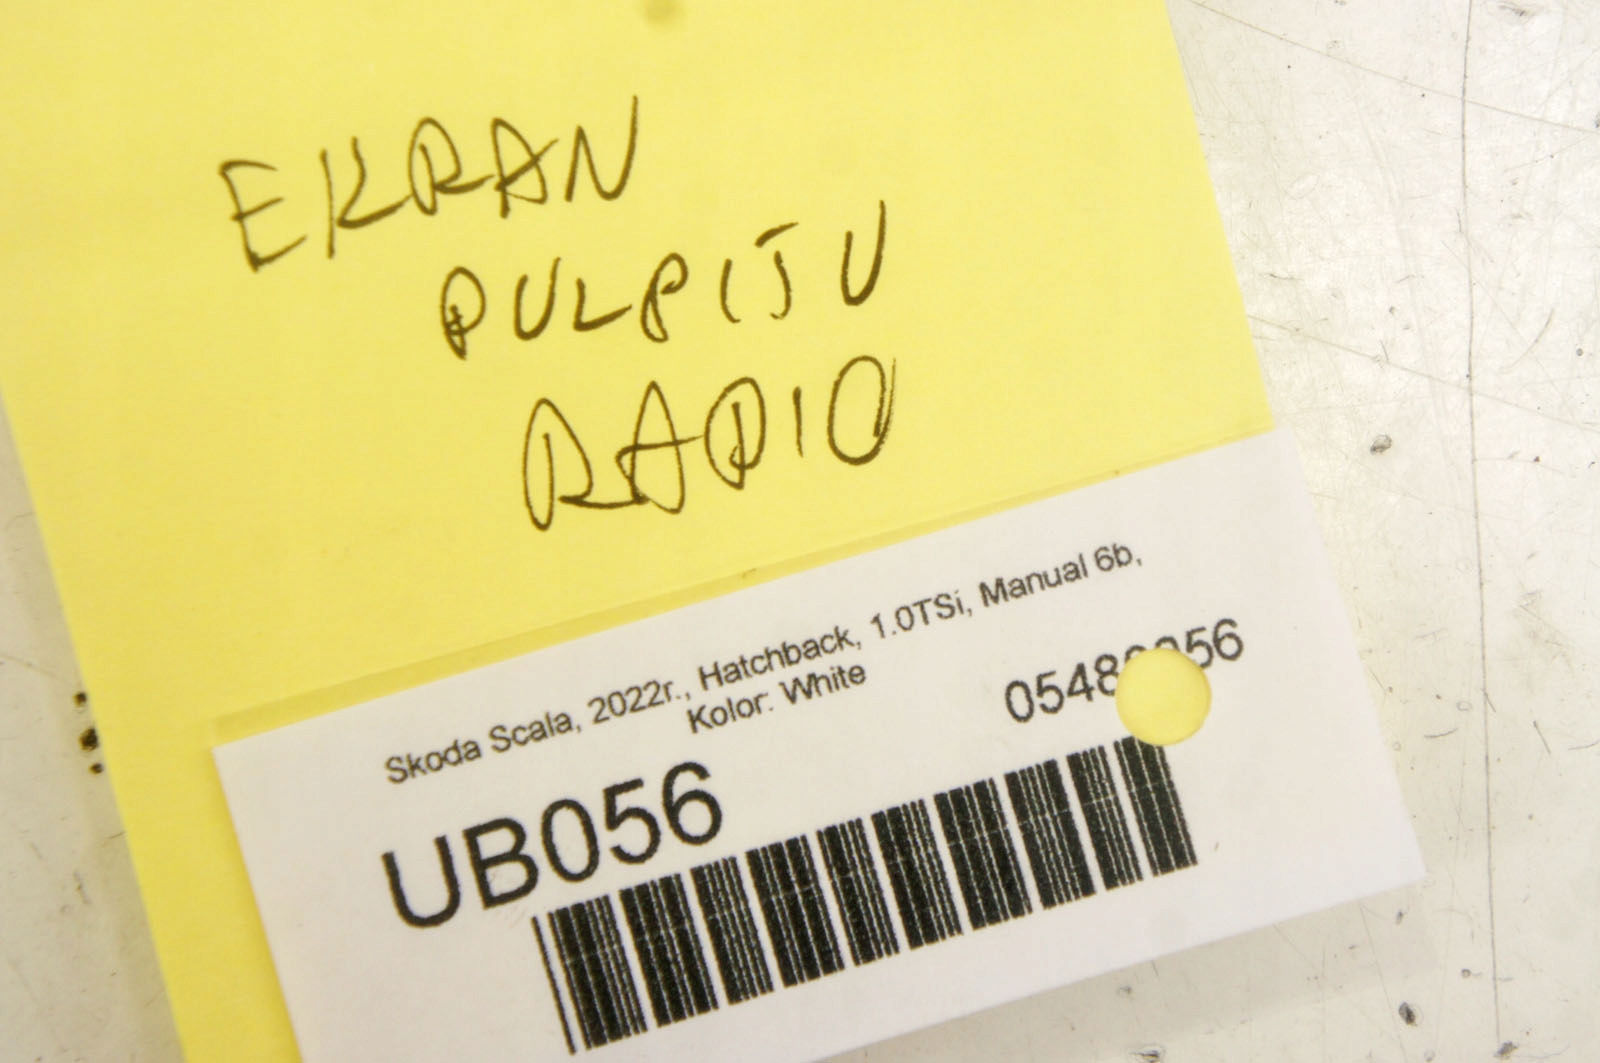 EKRAN
PULPITU
RADIO
Skoda Scala, 2022r., Hatchback, 1.0TSi, Manual 6b,
Kolor: White
UB056